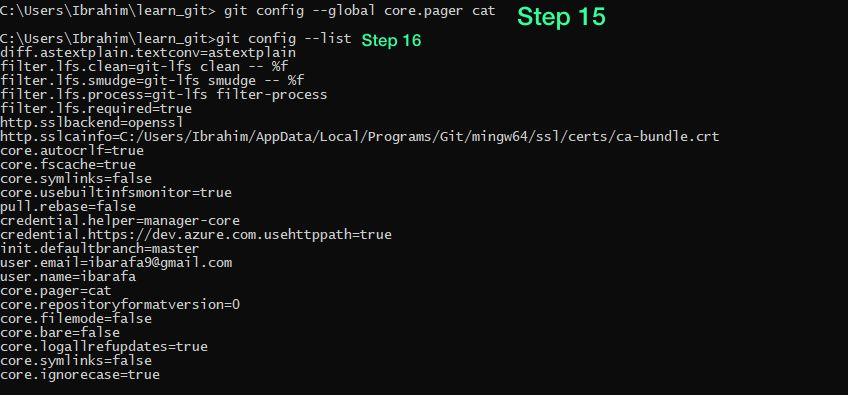 C:\Users\Ibrahim\learn_git> git config --global core.pager cat Step 15
C:\Users\Ibrahim\learn_git>git config --list Step 16
diff.astextplain.textconv=astextplain
filter.lfs.clean=git-lfs clean -- %f
filter.lfs.smudge=git-lfs smudge -- %f
filter.lfs.process=git-lfs filter-process
filter.lfs.required=true
http.sslbackend=openssl
http.sslcainfo=C:/Users/Ibrahim/AppData/Local/Programs/Git/mingw64/ssl/certs/ca-bundle.crt
core.autocrlf=true
core.fscache=true
core.symlinks=false
core.usebuiltinfsmonitor=true
pull.rebase=false
credential.helper=manager-core
credential.https://dev.azure.com.usehttppath=true
init.defaultbranch=master
user.email=ibarafa9@gmail.com
user.name=ibarafa
core.pager=cat
core.repositoryformatversion=0
core.filemode=false
core.bare=false
core.logallrefupdates=true
core.symlinks=false
core.ignorecase=true